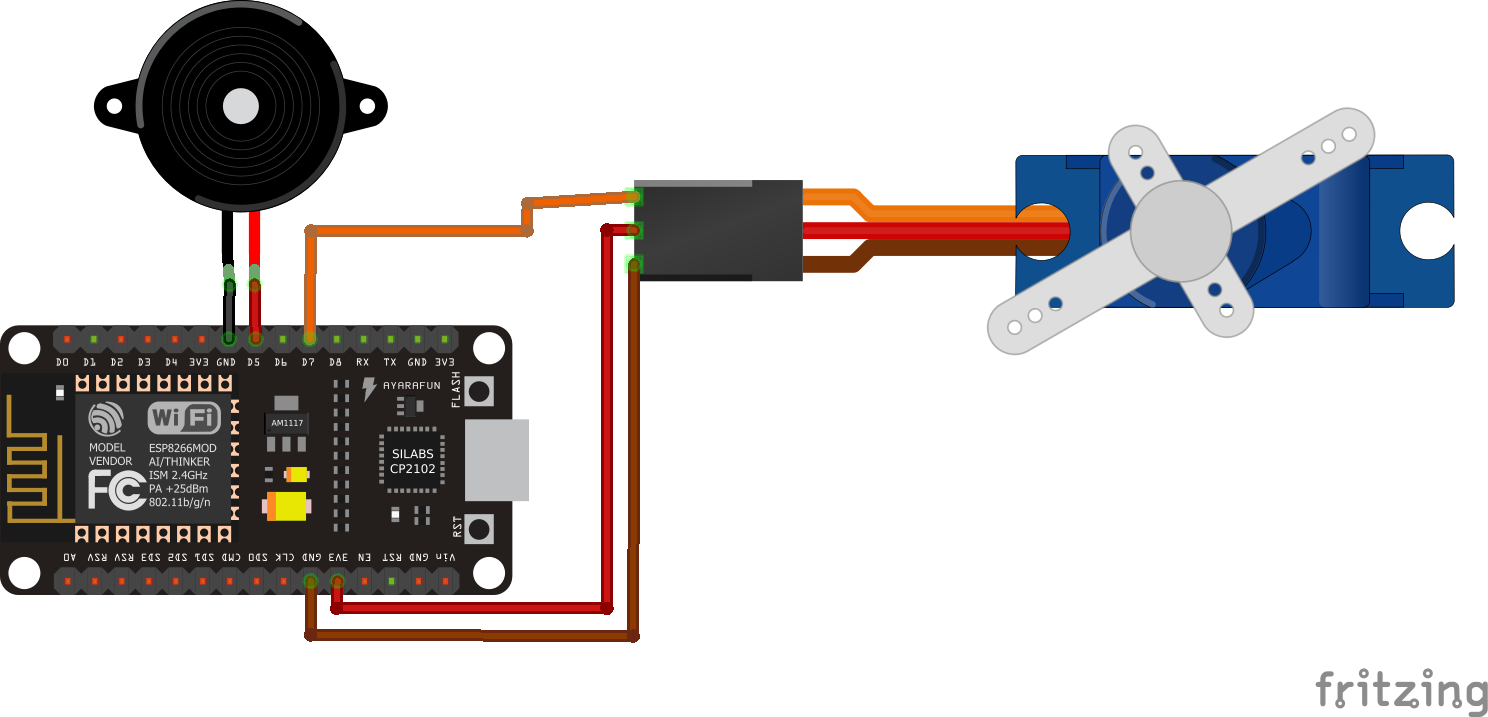 D0 D1 D2 D3 D4 3V3 GND D5 D6 D7 D8 RX TX GND 3V3
AYARAFUN
FLASH
WiFi
AM1117
MODEL
VENDOR
ESP8266MOD
AI/THINKER
ISM 2.4GHz
PA +25dBm
802.11b/g/n
FC
SILABS
CP2102
RST
A0 RSV RSV SD3 SD2 SD1 CMD SD0 CLK GND 3V3 EN RST GND Vin
fritzing